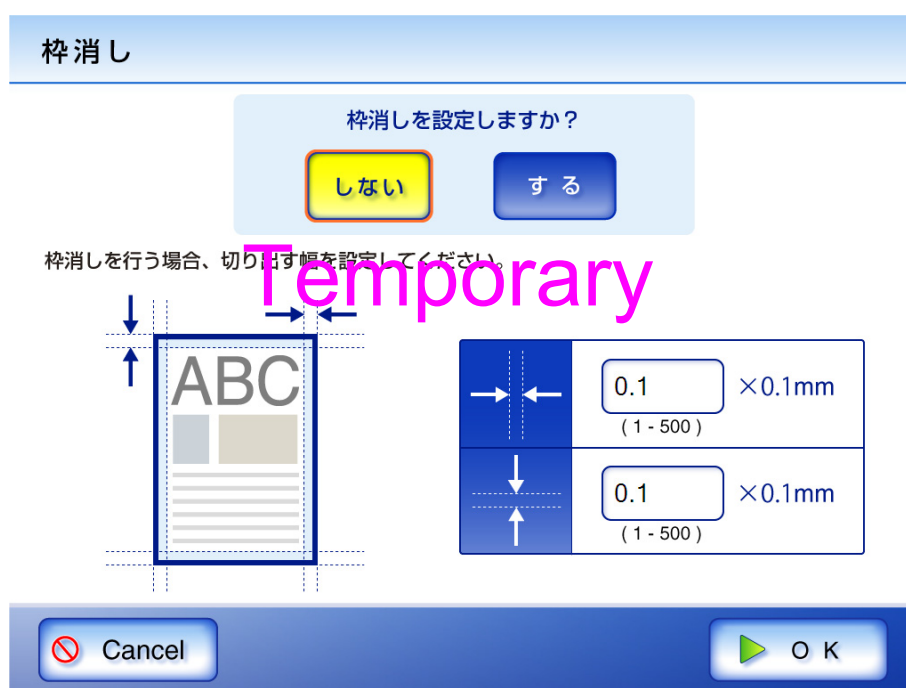 枠消し
枠消しを設定しますか？
しない
する
枠消しを行う場合、切り出す幅を設定してください。
Temporary
ABC
0.1 ×0.1mm
( 1 - 500 )
0.1 ×0.1mm
( 1 - 500 )
Cancel
OK